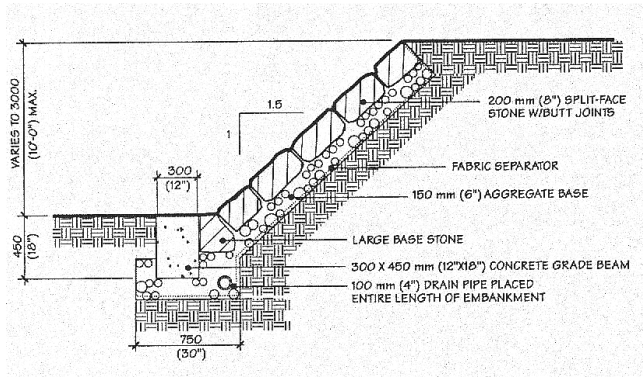 VARIES TO 3000
(10'-0") MAX.
300
(12")
450
(18")
750
(30")
1.5
1
200 mm (8") SPLIT-FACE
STONE W/BUTT JOINTS
FABRIC SEPARATOR
150 mm (6") AGGREGATE BASE
LARGE BASE STONE
300 X 450 mm (12"X18") CONCRETE GRADE BEAM
100 mm (4") DRAIN PIPE PLACED
ENTIRE LENGTH OF EMBANKMENT